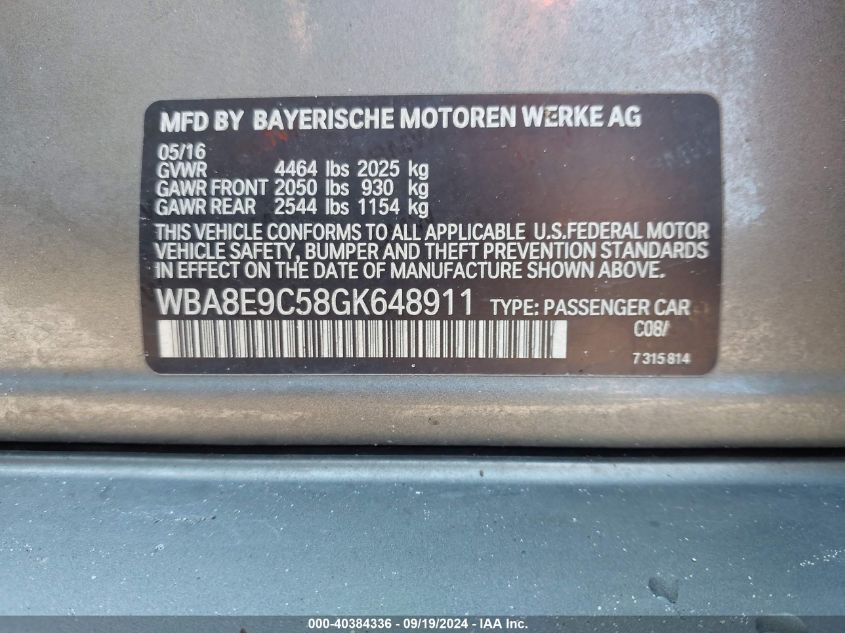 MFD BY BAYERISCHE MOTOREN WERKE AG
05/16
GVWR 4464 lbs 2025 kg
GAWR FRONT 2050 lbs 930 kg
GAWR REAR 2544 lbs 1154 kg
THIS VEHICLE CONFORMS TO ALL APPLICABLE U.S.FEDERAL MOTOR
VEHICLE SAFETY, BUMPER AND THEFT PREVENTION STANDARDS
IN EFFECT ON THE DATE OF MANUFACTURE SHOWN ABOVE.
WBA8E9C58GK648911 TYPE: PASSENGER CAR
C08/
7 315 814
000-40384336 - 09/19/2024 - IAA Inc.